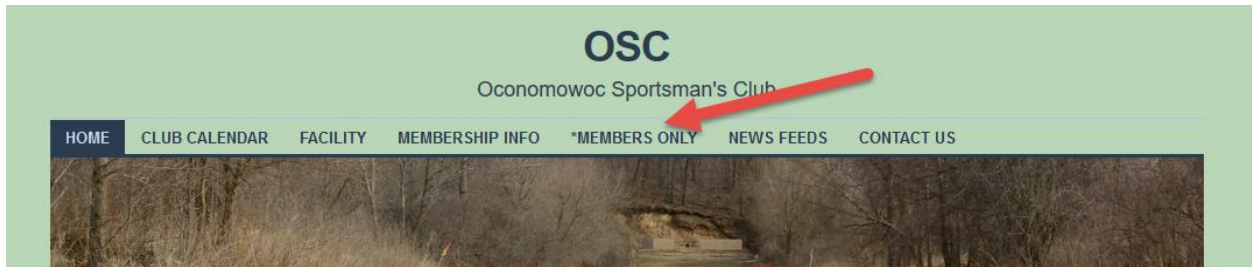 OSC
Oconomowoc Sportsman's Club
HOME CLUB CALENDAR FACILITY MEMBERSHIP INFO *MEMBERS ONLY NEWS FEEDS CONTACT US